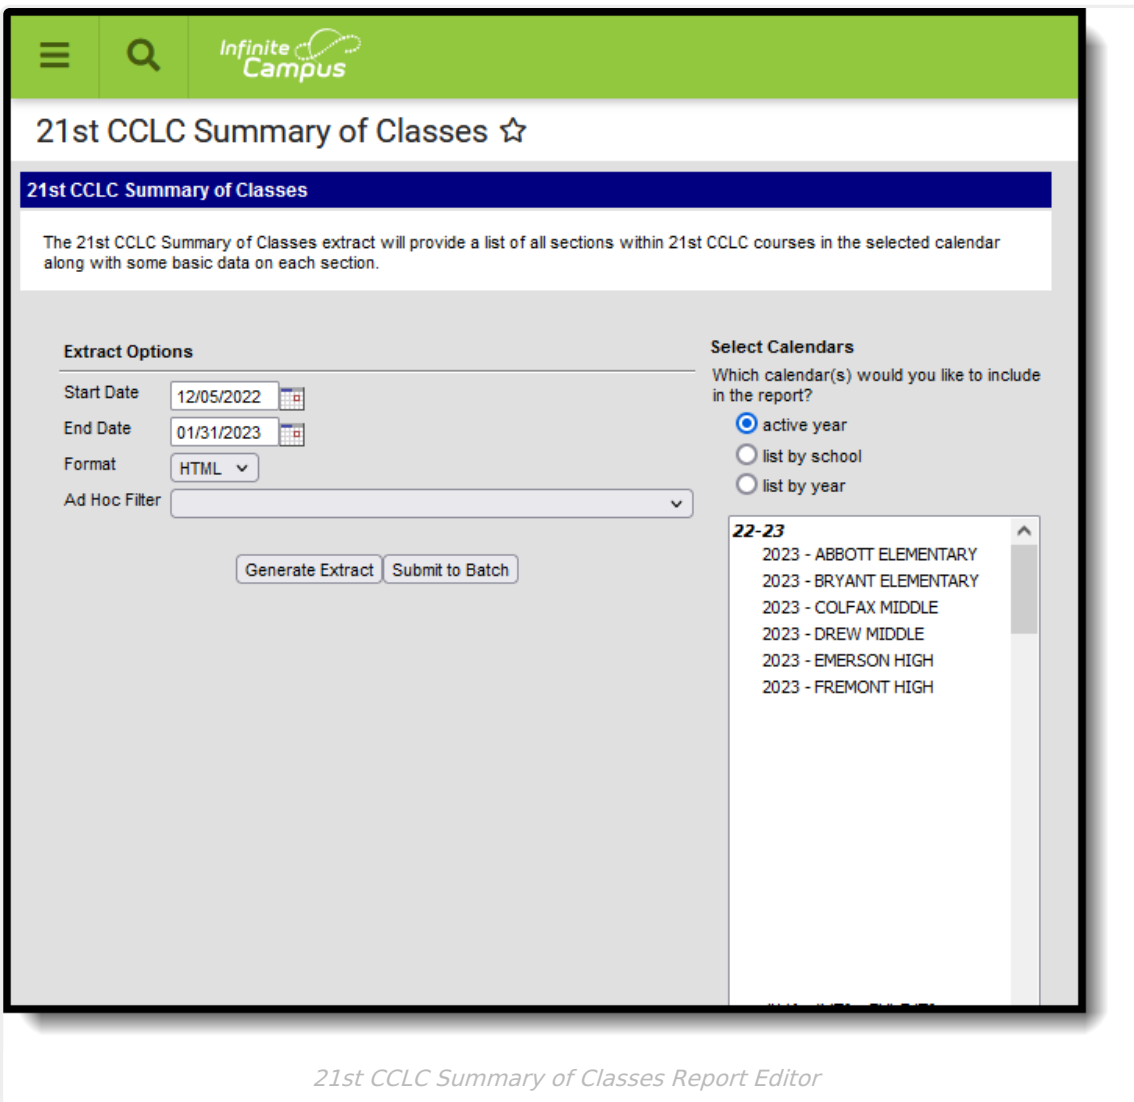 Infinite
Campus
21st CCLC Summary of Classes
21st CCLC Summary of Classes
The 21st CCLC Summary of Classes extract will provide a list of all sections within 21st CCLC courses in the selected calendar
along with some basic data on each section.
Extract Options
Start Date 12/05/2022
End Date 01/31/2023
Format HTML
Ad Hoc Filter
Generate Extract Submit to Batch
Select Calendars
Which calendar(s) would you like to include
in the report?
active year
list by school
list by year
22-23
2023 - ABBOTT ELEMENTARY
2023 - BRYANT ELEMENTARY
2023 - COLFAX MIDDLE
2023 - DREW MIDDLE
2023 - EMERSON HIGH
2023 - FREMONT HIGH
21st CCLC Summary of Classes Report Editor